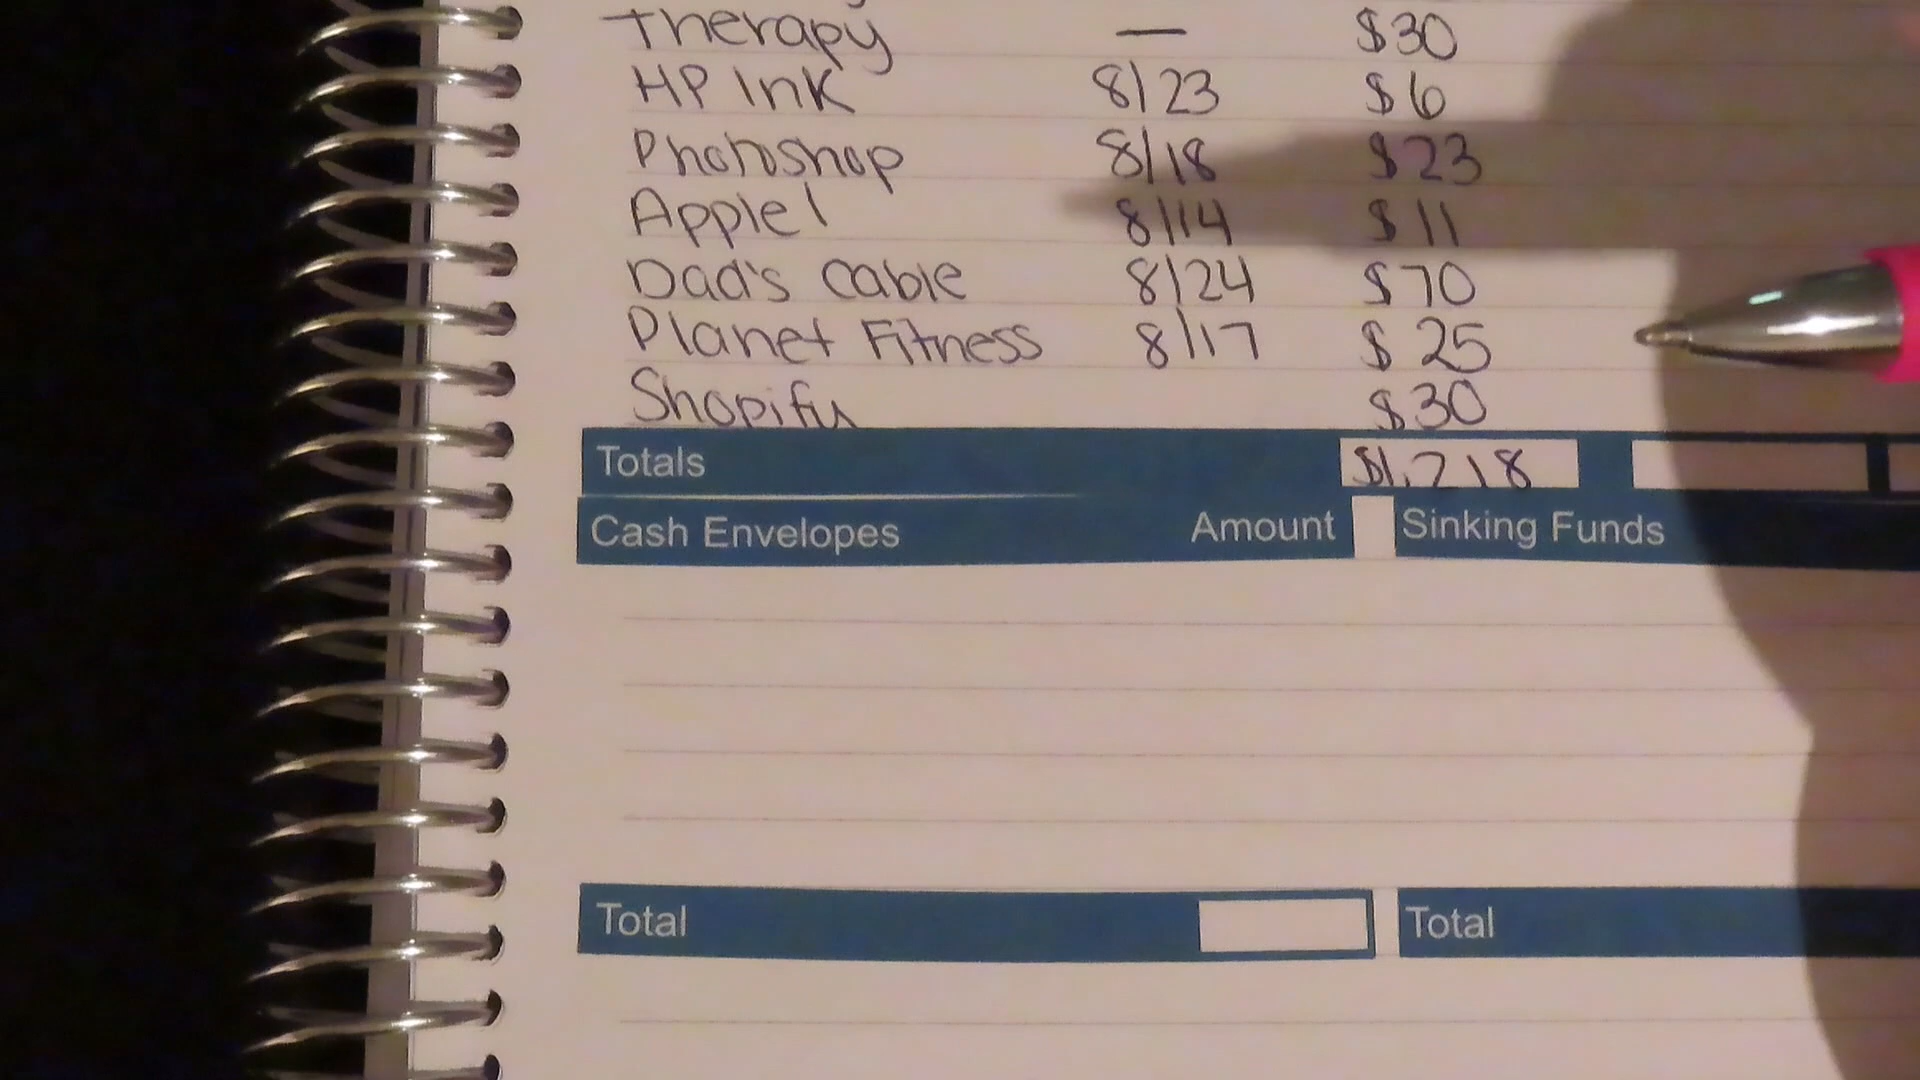 Therapy — $30
HP Ink 8/23 $6
Photoshop 8/18 $23
Apple1 8/14 $11
Dad's Cable 8/24 $70
Planet Fitness 8/17 $25
Shopify $30
Totals $1,218
Cash Envelopes Amount Sinking Funds
Total Total